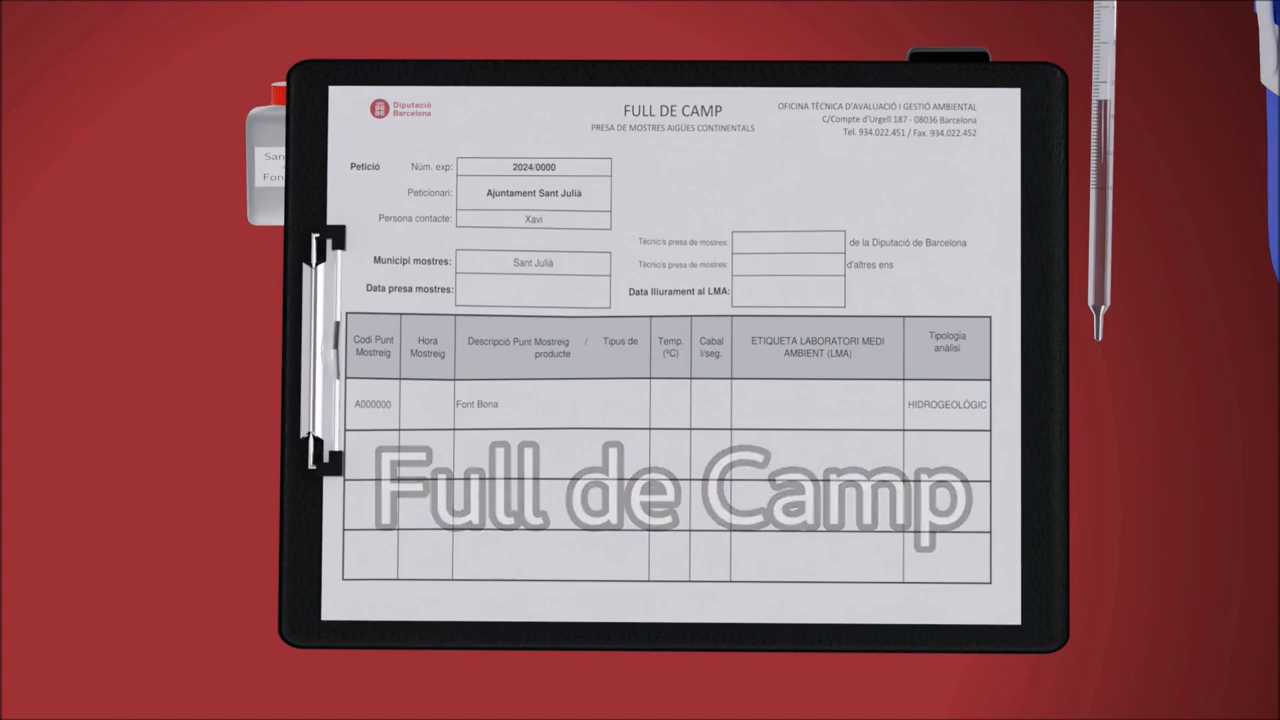 Diputació
Barcelona
FULL DE CAMP
PRESA DE MOSTRES AIGÜES CONTINENTALS
OFICINA TÈCNICA D'AVALUACIÓ I GESTIÓ AMBIENTAL
C/Compte d'Urgell 187 - 08036 Barcelona
Tel. 934.022.451 / Fax. 934.022.452
San
Fon
Petició Núm. exp: 2024/0000
Peticionari: Ajuntament Sant Julià
Persona contacte: Xavi
Tècnic/s presa de mostres: de la Diputació de Barcelona
Municipi mostres: Sant Julià
Tècnic/s presa de mostres: d'altres ens
Data presa mostres:
Data lliurament al LMA:
Codi Punt Mostreig
Hora Mostreig
Descripció Punt Mostreig / Tipus de producte
Temp. (ºC)
Cabal l/seg.
ETIQUETA LABORATORI MEDI AMBIENT (LMA)
Tipologia anàlisi
A000000 Font Bona HIDROGEOLÒGIC
Full de Camp